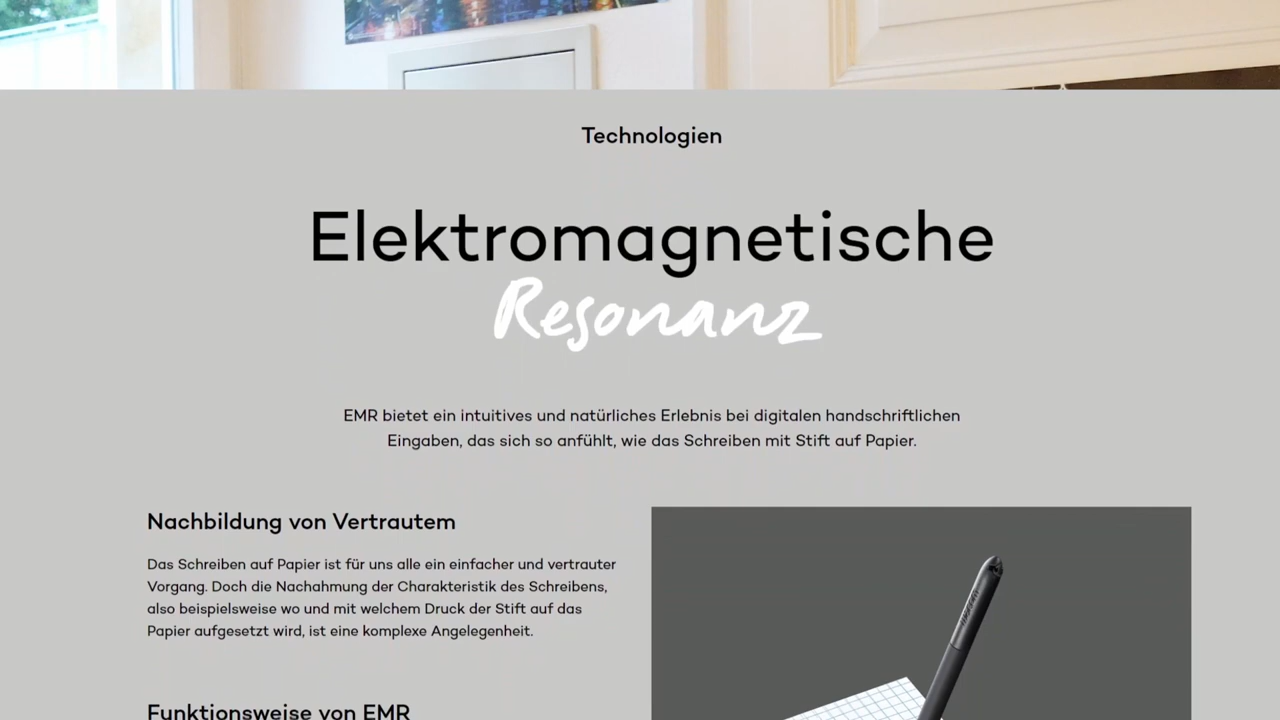 Technologien
Elektromagnetische
Resonanz
EMR bietet ein intuitives und natürliches Erlebnis bei digitalen handschriftlichen
Eingaben, das sich so anfühlt, wie das Schreiben mit Stift auf Papier.
Nachbildung von Vertrautem
Das Schreiben auf Papier ist für uns alle ein einfacher und vertrauter
Vorgang. Doch die Nachahmung der Charakteristik des Schreibens,
also beispielsweise wo und mit welchem Druck der Stift auf das
Papier aufgesetzt wird, ist eine komplexe Angelegenheit.
Funktionsweise von EMR